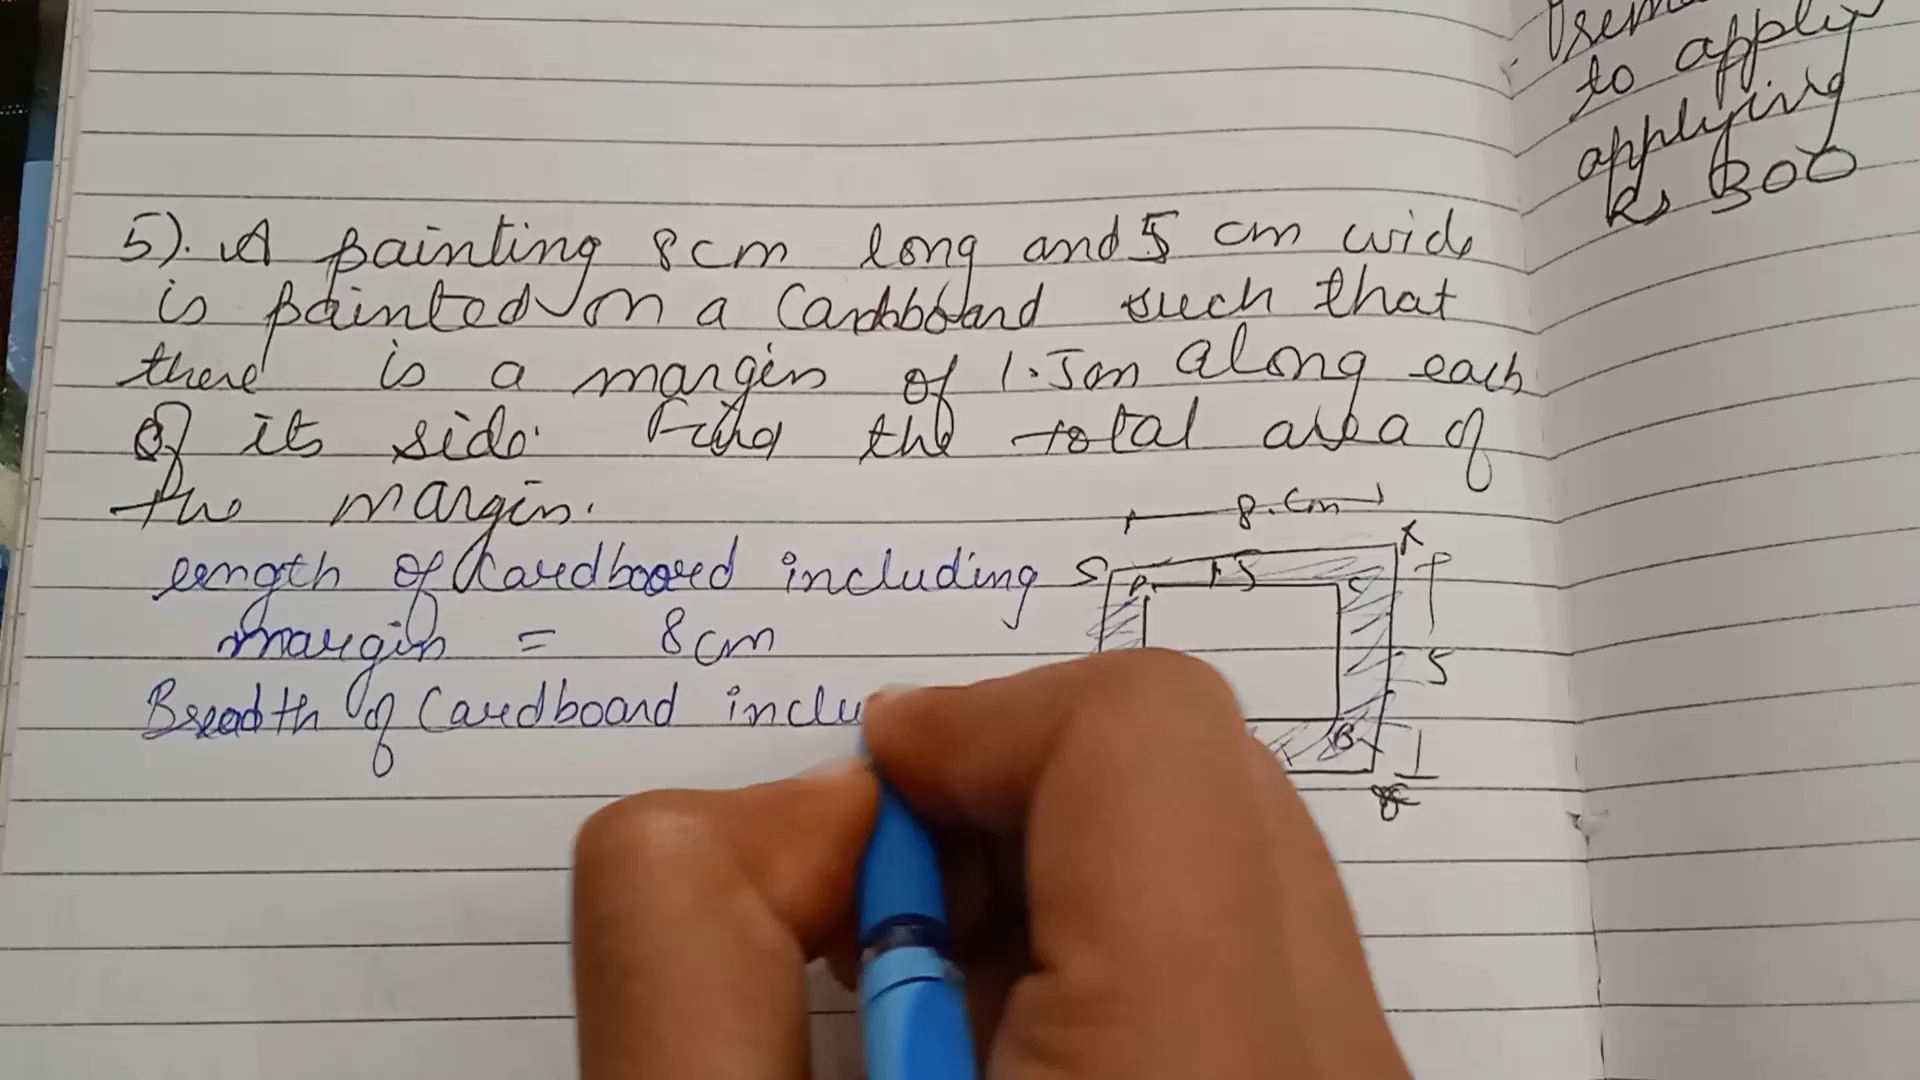 to apply
applying
Rs 300
5). A painting 8cm long and 5 cm wide
is painted on a Cardboard such that
there is a margin of 1.5cm along each
of its side. Find the total area of
the margin.
8.cm
length of Cardboard including
margin = 8cm
Breadth of Cardboard inclu
S
R
1.5
C
5
B